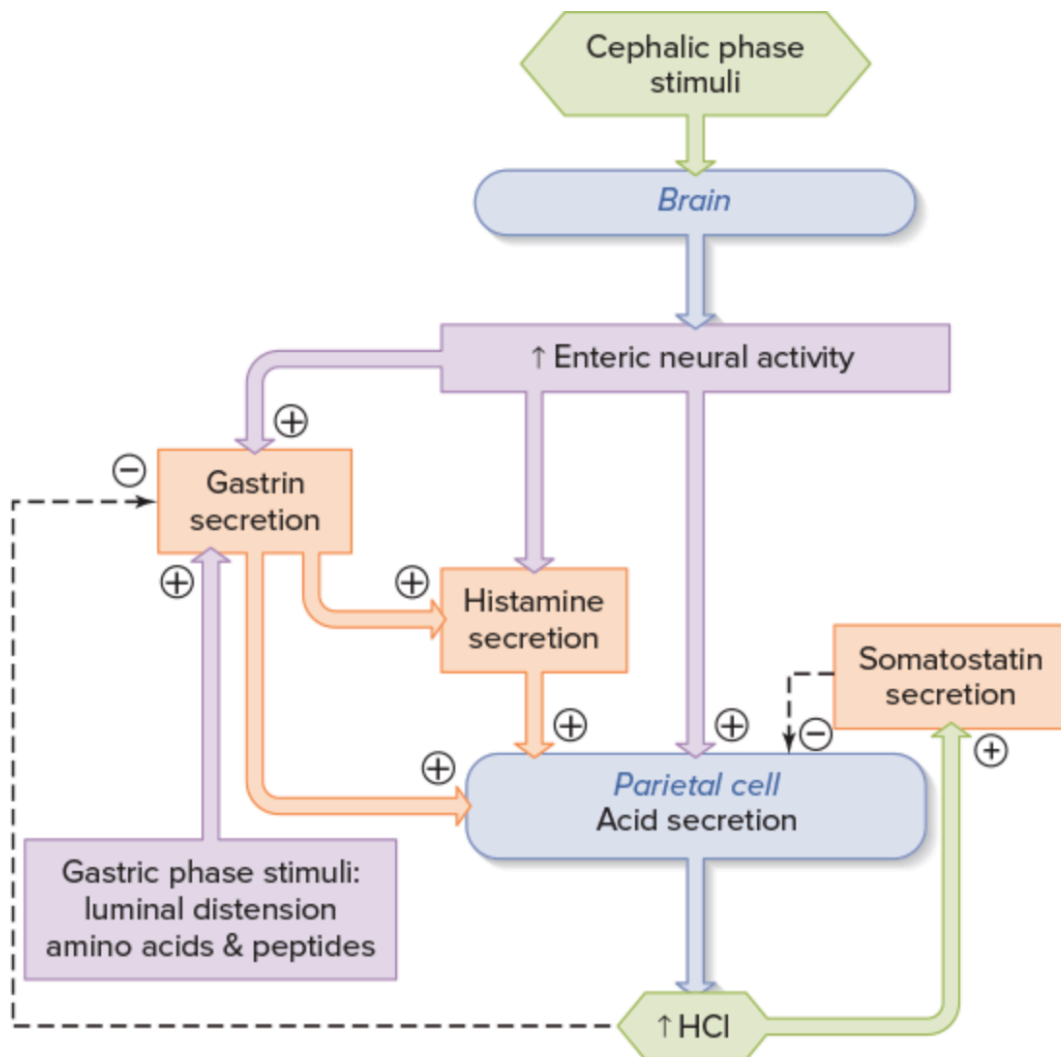 Cephalic phase
stimuli
Brain
↑ Enteric neural activity
+
−
Gastrin
secretion
+
+
Histamine
secretion
Somatostatin
secretion
+
+
−
+
+
Parietal cell
Acid secretion
Gastric phase stimuli:
luminal distension
amino acids & peptides
↑ HCl